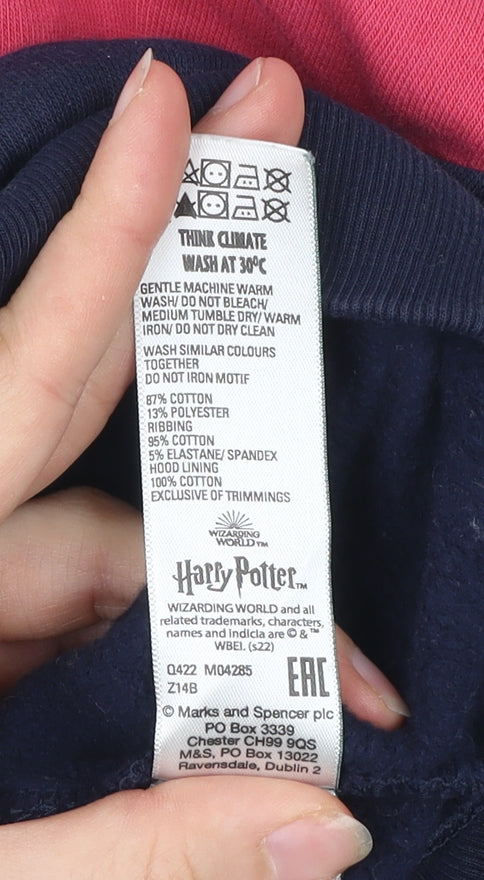 THINK CLIMATE
WASH AT 30ºC
GENTLE MACHINE WARM
WASH/ DO NOT BLEACH/
MEDIUM TUMBLE DRY/ WARM
IRON/ DO NOT DRY CLEAN
WASH SIMILAR COLOURS
TOGETHER
DO NOT IRON MOTIF
87% COTTON
13% POLYESTER
RIBBING
95% COTTON
5% ELASTANE/ SPANDEX
HOOD LINING
100% COTTON
EXCLUSIVE OF TRIMMINGS
WIZARDING
WORLD™
Harry Potter™
WIZARDING WORLD and all
related trademarks, characters,
names and indicia are © & ™
WBEI. (s22)
Q422 M04285
Z14B
EAC
© Marks and Spencer plc
PO Box 3339
Chester CH99 9QS
M&S, PO Box 13022
Ravensdale, Dublin 2